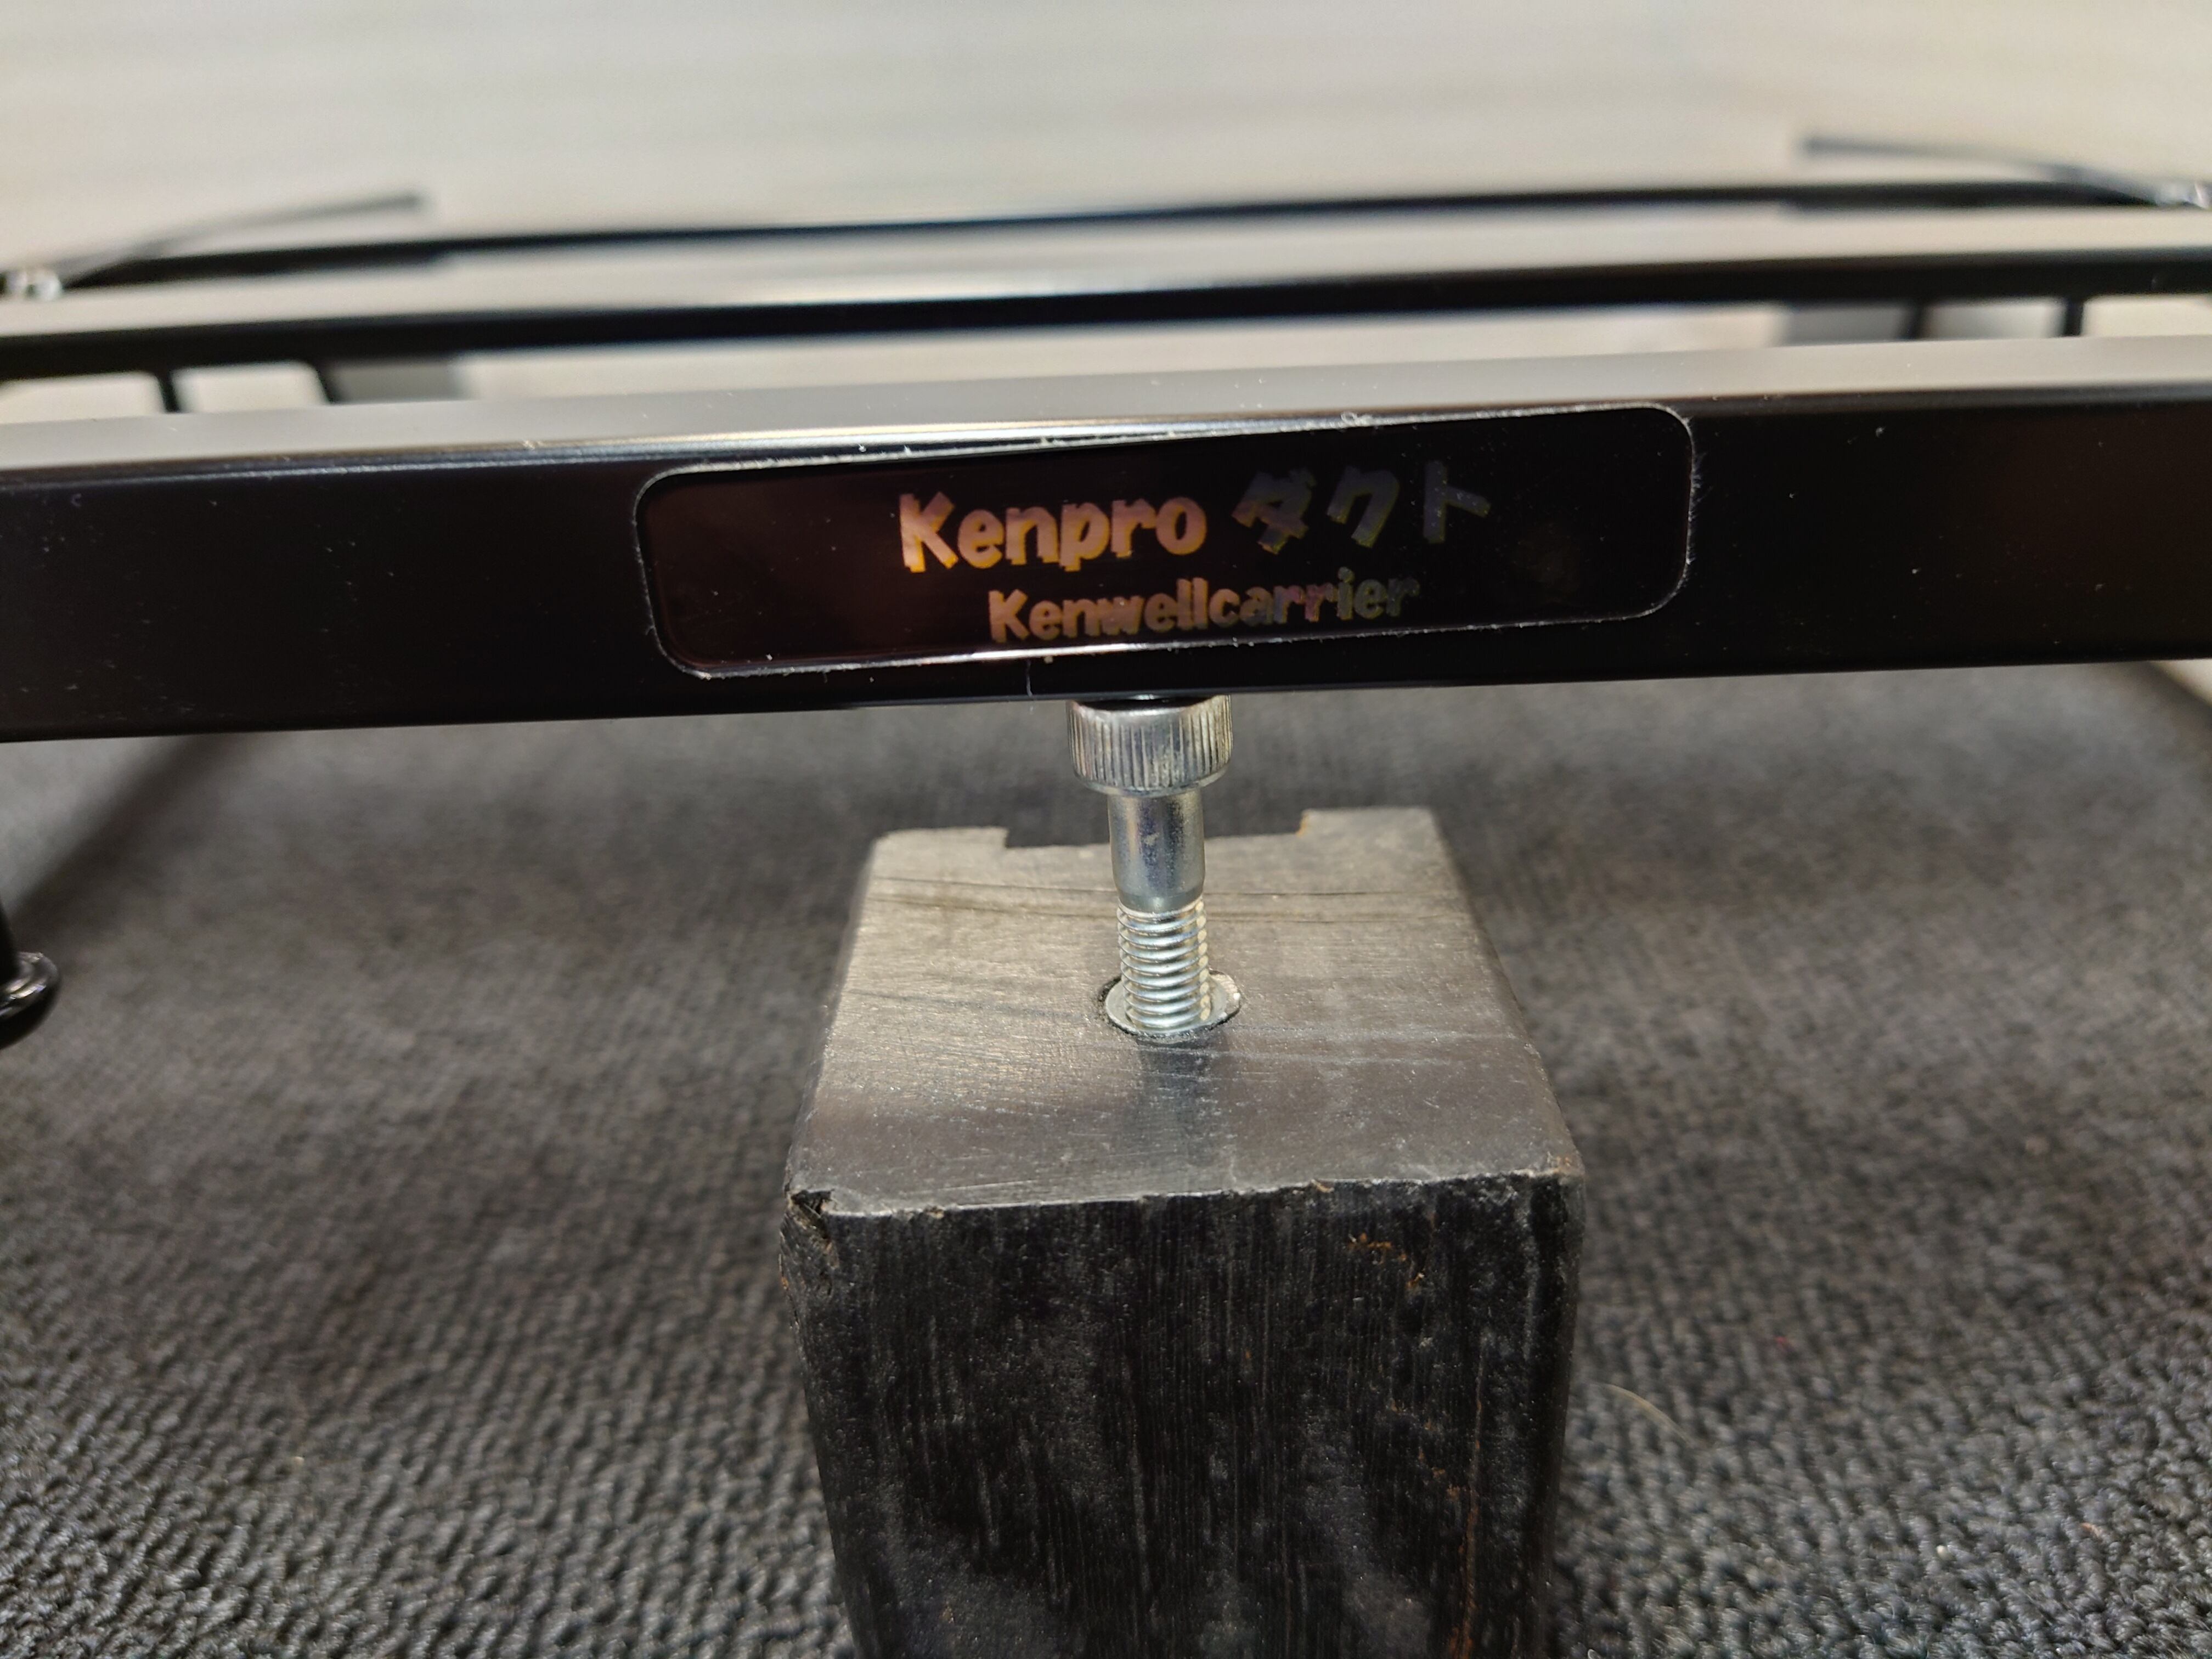 Kenpro ダクト
Kenwellcarrier